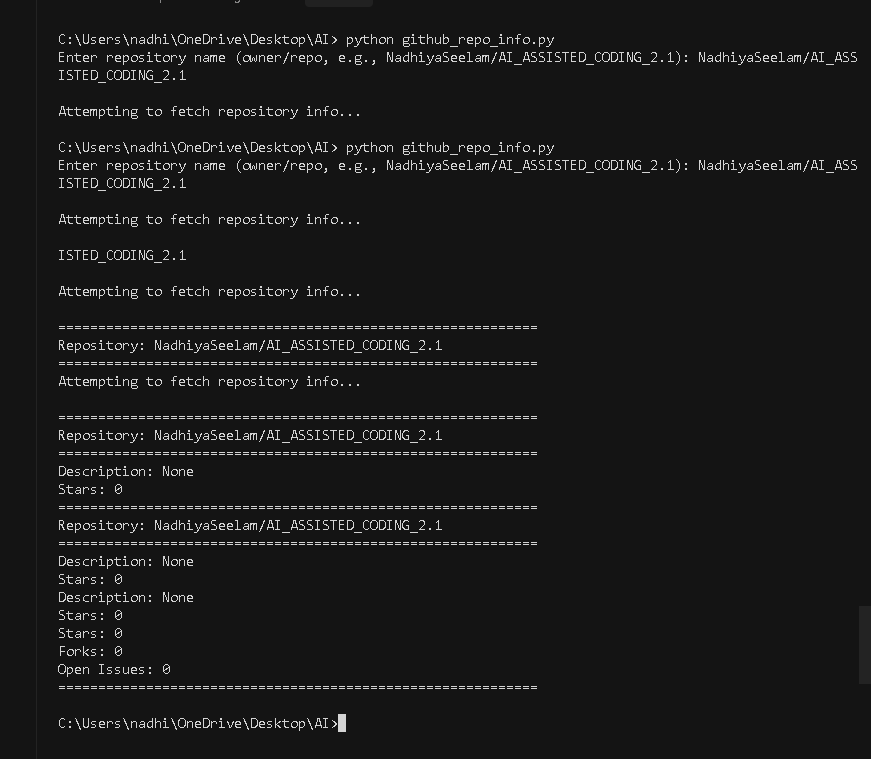 C:\Users\nadhi\OneDrive\Desktop\AI> python github_repo_info.py
Enter repository name (owner/repo, e.g., NadhiyaSeelam/AI_ASSISTED_CODING_2.1): NadhiyaSeelam/AI_ASS
ISTED_CODING_2.1
Attempting to fetch repository info...
C:\Users\nadhi\OneDrive\Desktop\AI> python github_repo_info.py
Enter repository name (owner/repo, e.g., NadhiyaSeelam/AI_ASSISTED_CODING_2.1): NadhiyaSeelam/AI_ASS
ISTED_CODING_2.1
Attempting to fetch repository info...
ISTED_CODING_2.1
Attempting to fetch repository info...
============================================================
Repository: NadhiyaSeelam/AI_ASSISTED_CODING_2.1
============================================================
Attempting to fetch repository info...
============================================================
Repository: NadhiyaSeelam/AI_ASSISTED_CODING_2.1
============================================================
Description: None
Stars: 0
============================================================
Repository: NadhiyaSeelam/AI_ASSISTED_CODING_2.1
============================================================
Description: None
Stars: 0
Description: None
Stars: 0
Stars: 0
Forks: 0
Open Issues: 0
============================================================
C:\Users\nadhi\OneDrive\Desktop\AI>